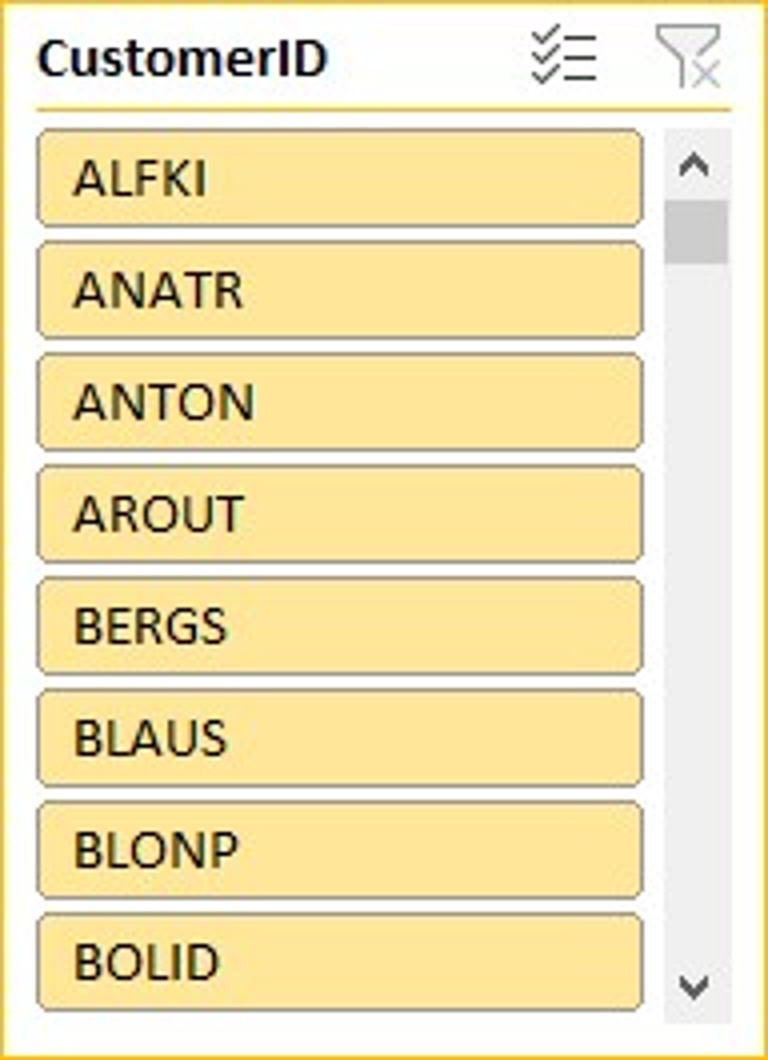 CustomerID
ALFKI
ANATR
ANTON
AROUT
BERGS
BLAUS
BLONP
BOLID